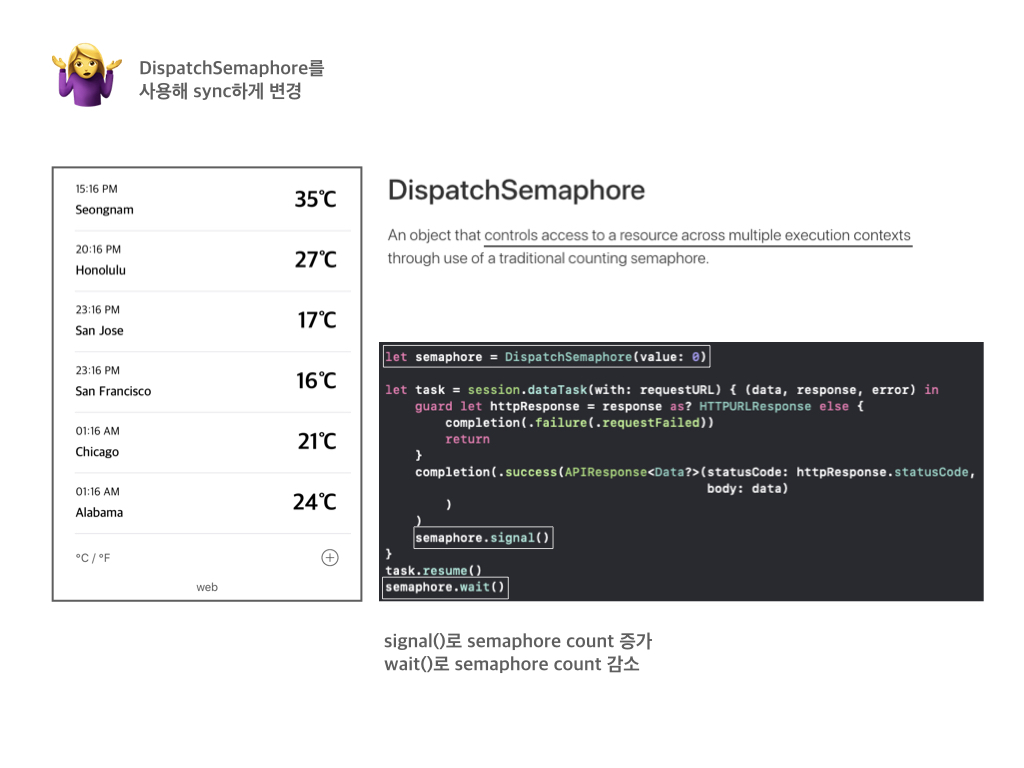 DispatchSemaphore를
사용해 sync하게 변경
15:16 PM
Seongnam
35℃
20:16 PM
Honolulu
27℃
23:16 PM
San Jose
17℃
23:16 PM
San Francisco
16℃
01:16 AM
Chicago
21℃
01:16 AM
Alabama
24℃
°C / °F
web
DispatchSemaphore
An object that controls access to a resource across multiple execution contexts
through use of a traditional counting semaphore.
let semaphore = DispatchSemaphore(value: 0)
let task = session.dataTask(with: requestURL) { (data, response, error) in
guard let httpResponse = response as? HTTPURLResponse else {
completion(.failure(.requestFailed))
return
}
completion(.success(APIResponse<Data?>(statusCode: httpResponse.statusCode,
body: data)
)
)
semaphore.signal()
}
task.resume()
semaphore.wait()
signal()로 semaphore count 증가
wait()로 semaphore count 감소